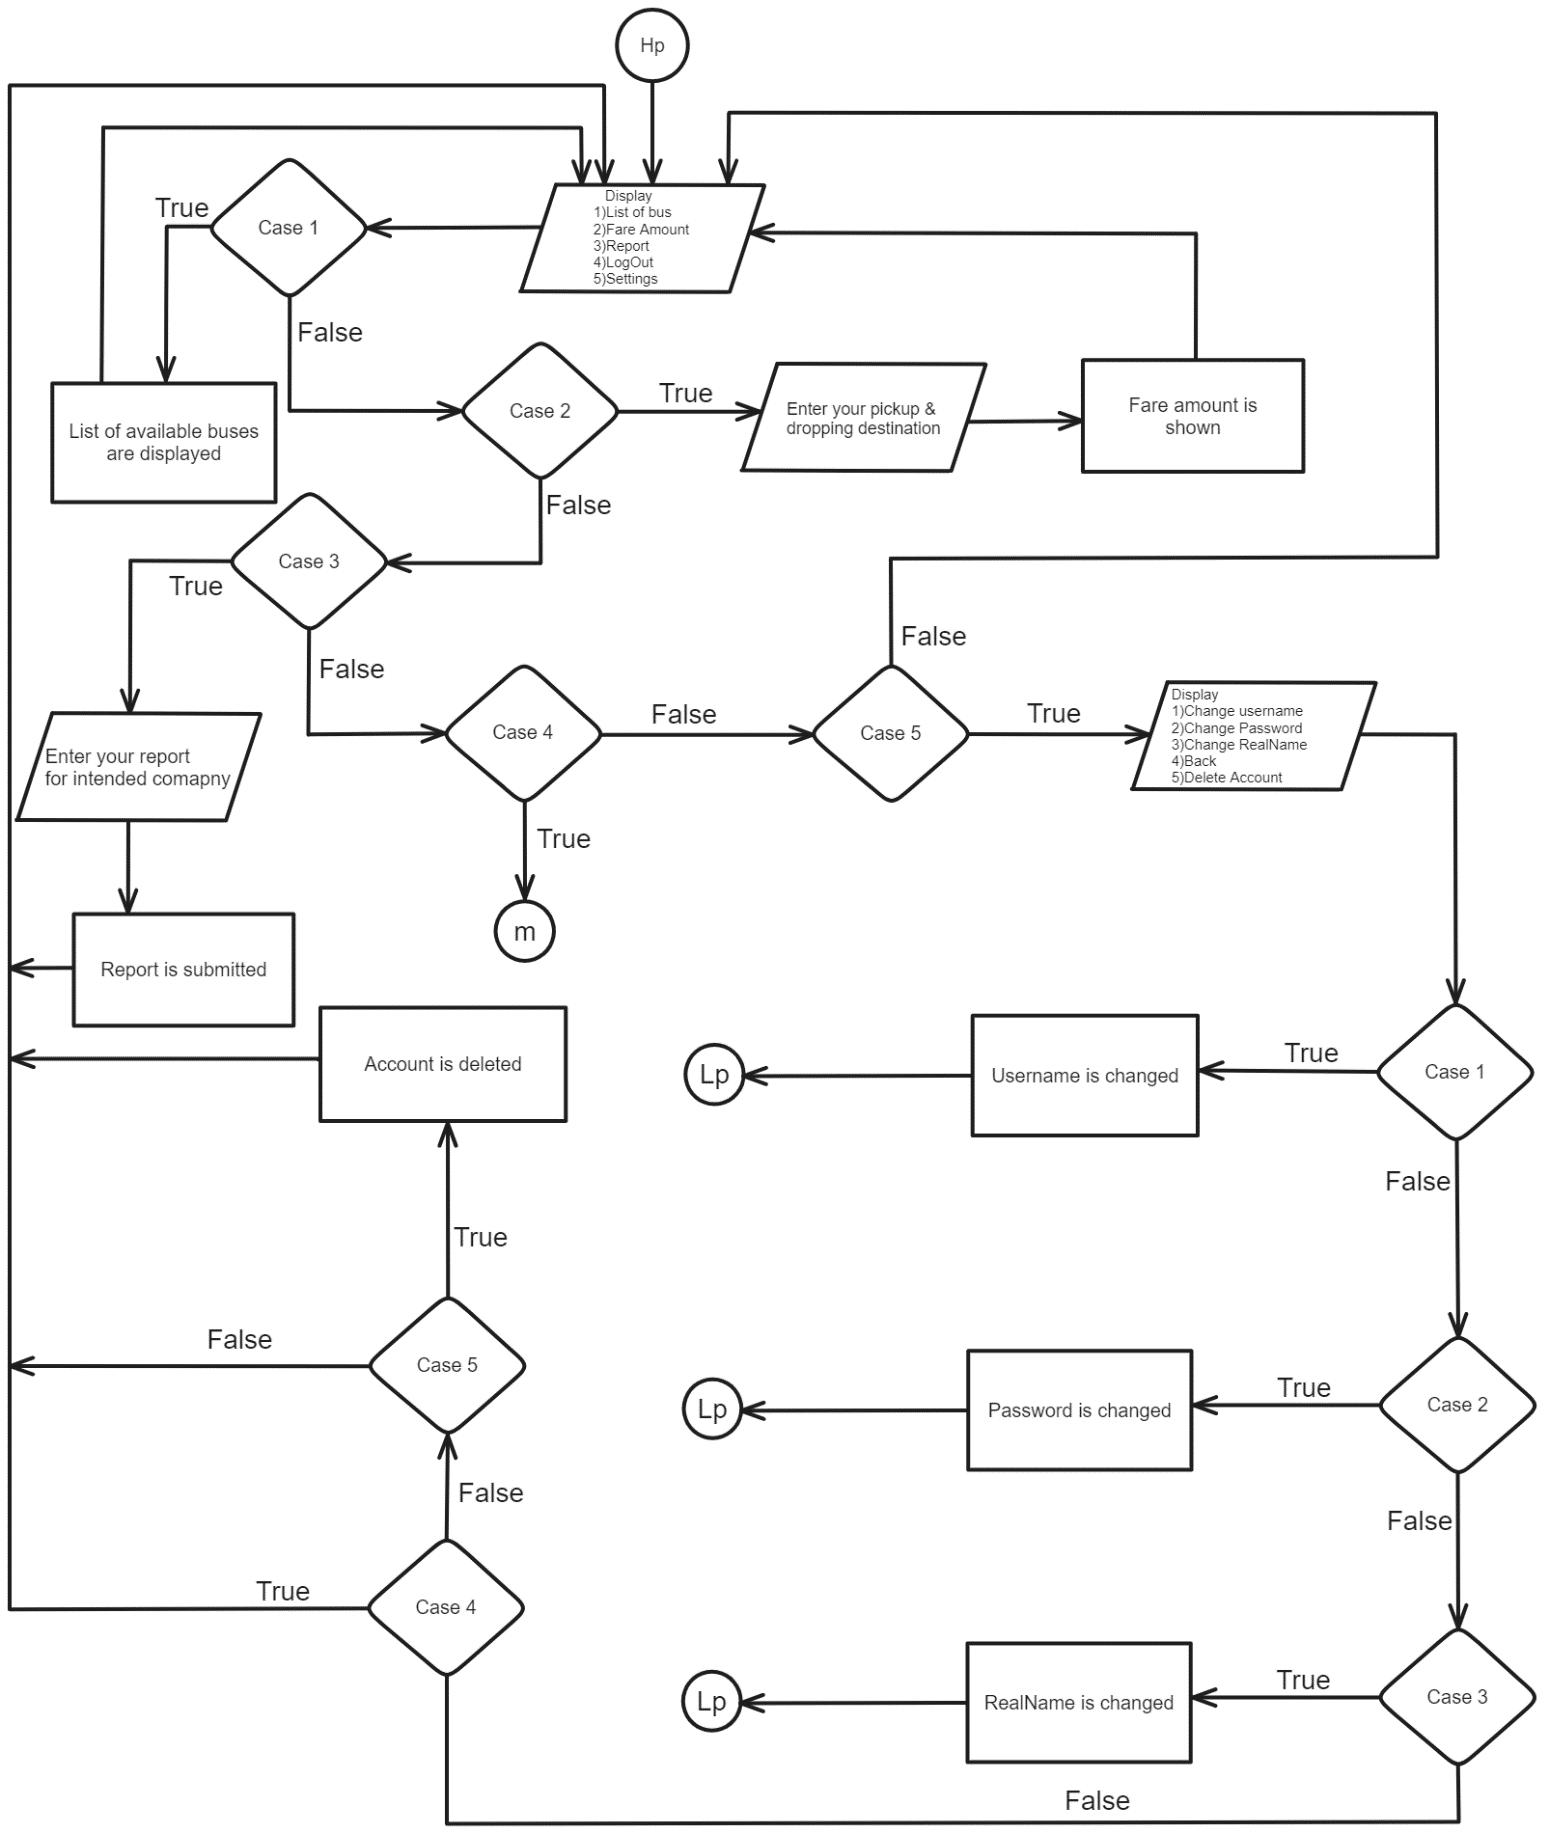 Hp
Display
1)List of bus
2)Fare Amount
3)Report
4)LogOut
5)Settings
True
Case 1
False
List of available buses
are displayed
Case 2
True
Enter your pickup &
dropping destination
Fare amount is
shown
False
Case 3
True
False
Enter your report
for intended comapny
Report is submitted
Case 4
False
True
m
Case 5
False
True
Display
1)Change username
2)Change Password
3)Change RealName
4)Back
5)Delete Account
Case 1
True
Username is changed
Lp
False
Case 2
True
Password is changed
Lp
False
Case 3
True
RealName is changed
Lp
False
Case 4
True
False
Case 5
False
True
Account is deleted